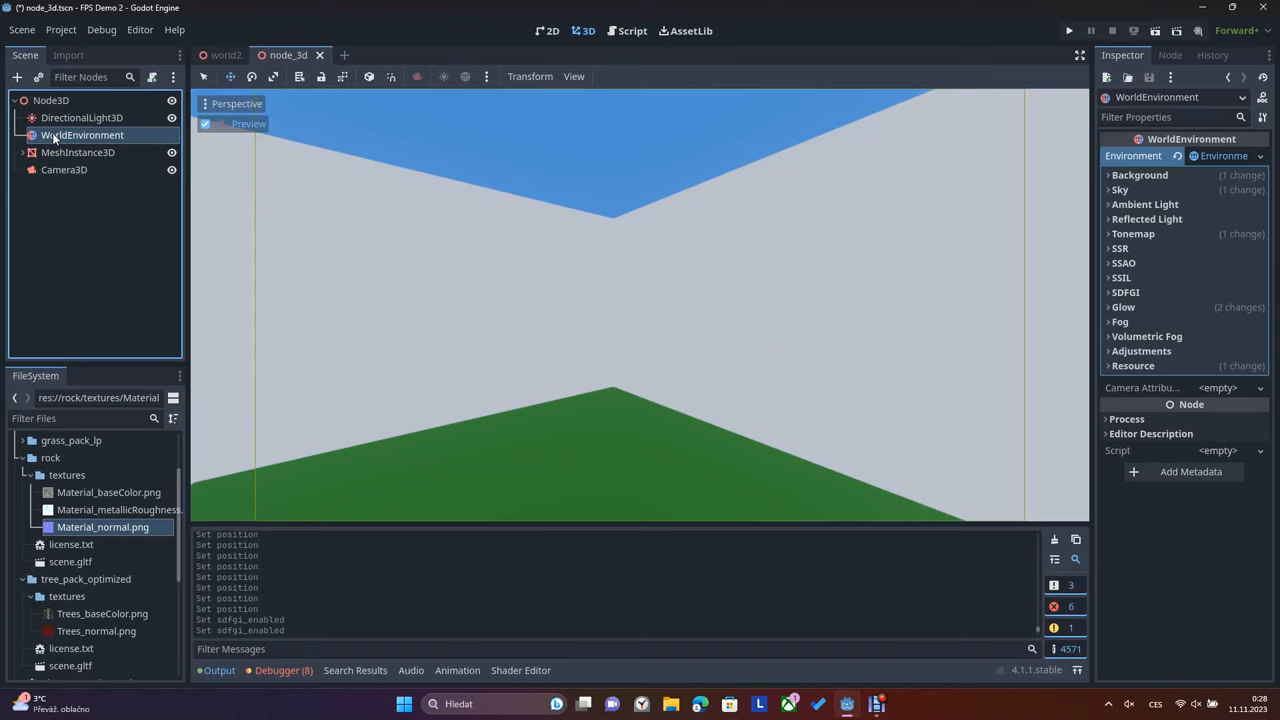 (*) node_3d.tscn - FPS Demo 2 - Godot Engine
Scene Project Debug Editor Help
2D 3D Script AssetLib
Forward+
Scene Import
world2 node_3d
Inspector Node History
Filter Nodes
Transform View
Node3D
DirectionalLight3D
WorldEnvironment
MeshInstance3D
Camera3D
Perspective
Preview
WorldEnvironment
Filter Properties
WorldEnvironment
Environment Environme
Background (1 change)
Sky (1 change)
Ambient Light
Reflected Light
Tonemap (1 change)
SSR
SSAO
SSIL
SDFGI
Glow (2 changes)
Fog
Volumetric Fog
Adjustments
Resource (1 change)
Camera Attribu... <empty>
Node
Process
Editor Description
Script <empty>
Add Metadata
FileSystem
res://rock/textures/Material
Filter Files
grass_pack_lp
rock
textures
Material_baseColor.png
Material_metallicRoughness.
Material_normal.png
license.txt
scene.gltf
tree_pack_optimized
textures
Trees_baseColor.png
Trees_normal.png
license.txt
scene.gltf
Set position
Set position
Set position
Set position
Set position
Set position
Set position
Set position
Set sdfgi_enabled
Set sdfgi_enabled
3
6
1
4571
Filter Messages
Output Debugger (8) Search Results Audio Animation Shader Editor
4.1.1.stable
1
3°C
Převáž. oblačno
Hledat
1
CES
0:28
11.11.2023